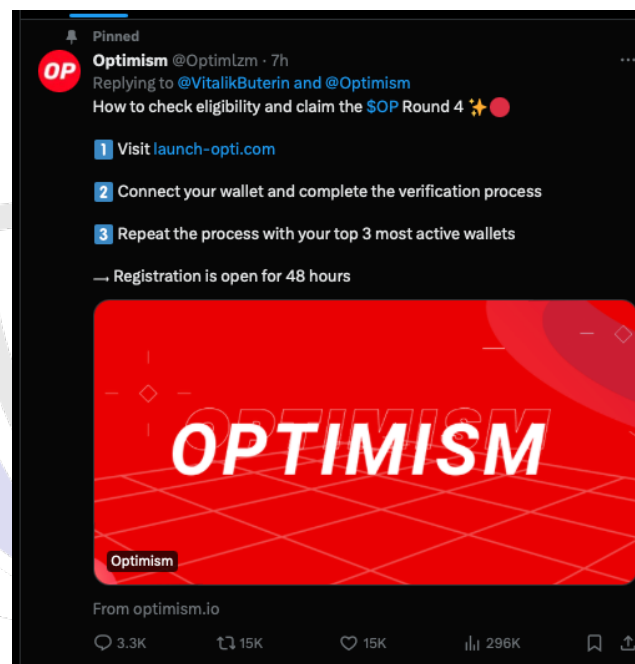 Pinned
Optimism @Optimlzm · 7h
Replying to @VitalikButerin and @Optimism
How to check eligibility and claim the $OP Round 4 ✨🔴
1️⃣ Visit launch-opti.com
2️⃣ Connect your wallet and complete the verification process
3️⃣ Repeat the process with your top 3 most active wallets
→ Registration is open for 48 hours
OP
OPTIMISM
Optimism
From optimism.io
3.3K 15K 15K 296K